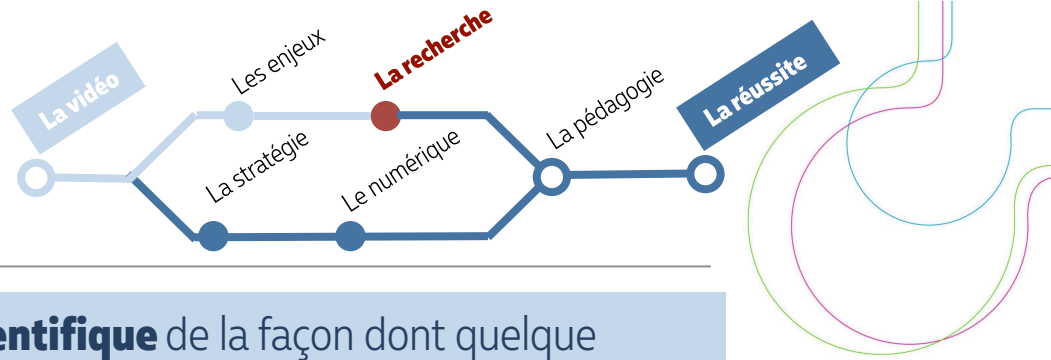 La vidéo
Les enjeux
La recherche
La stratégie
Le numérique
La pédagogie
La réussite
entifique de la façon dont quelque